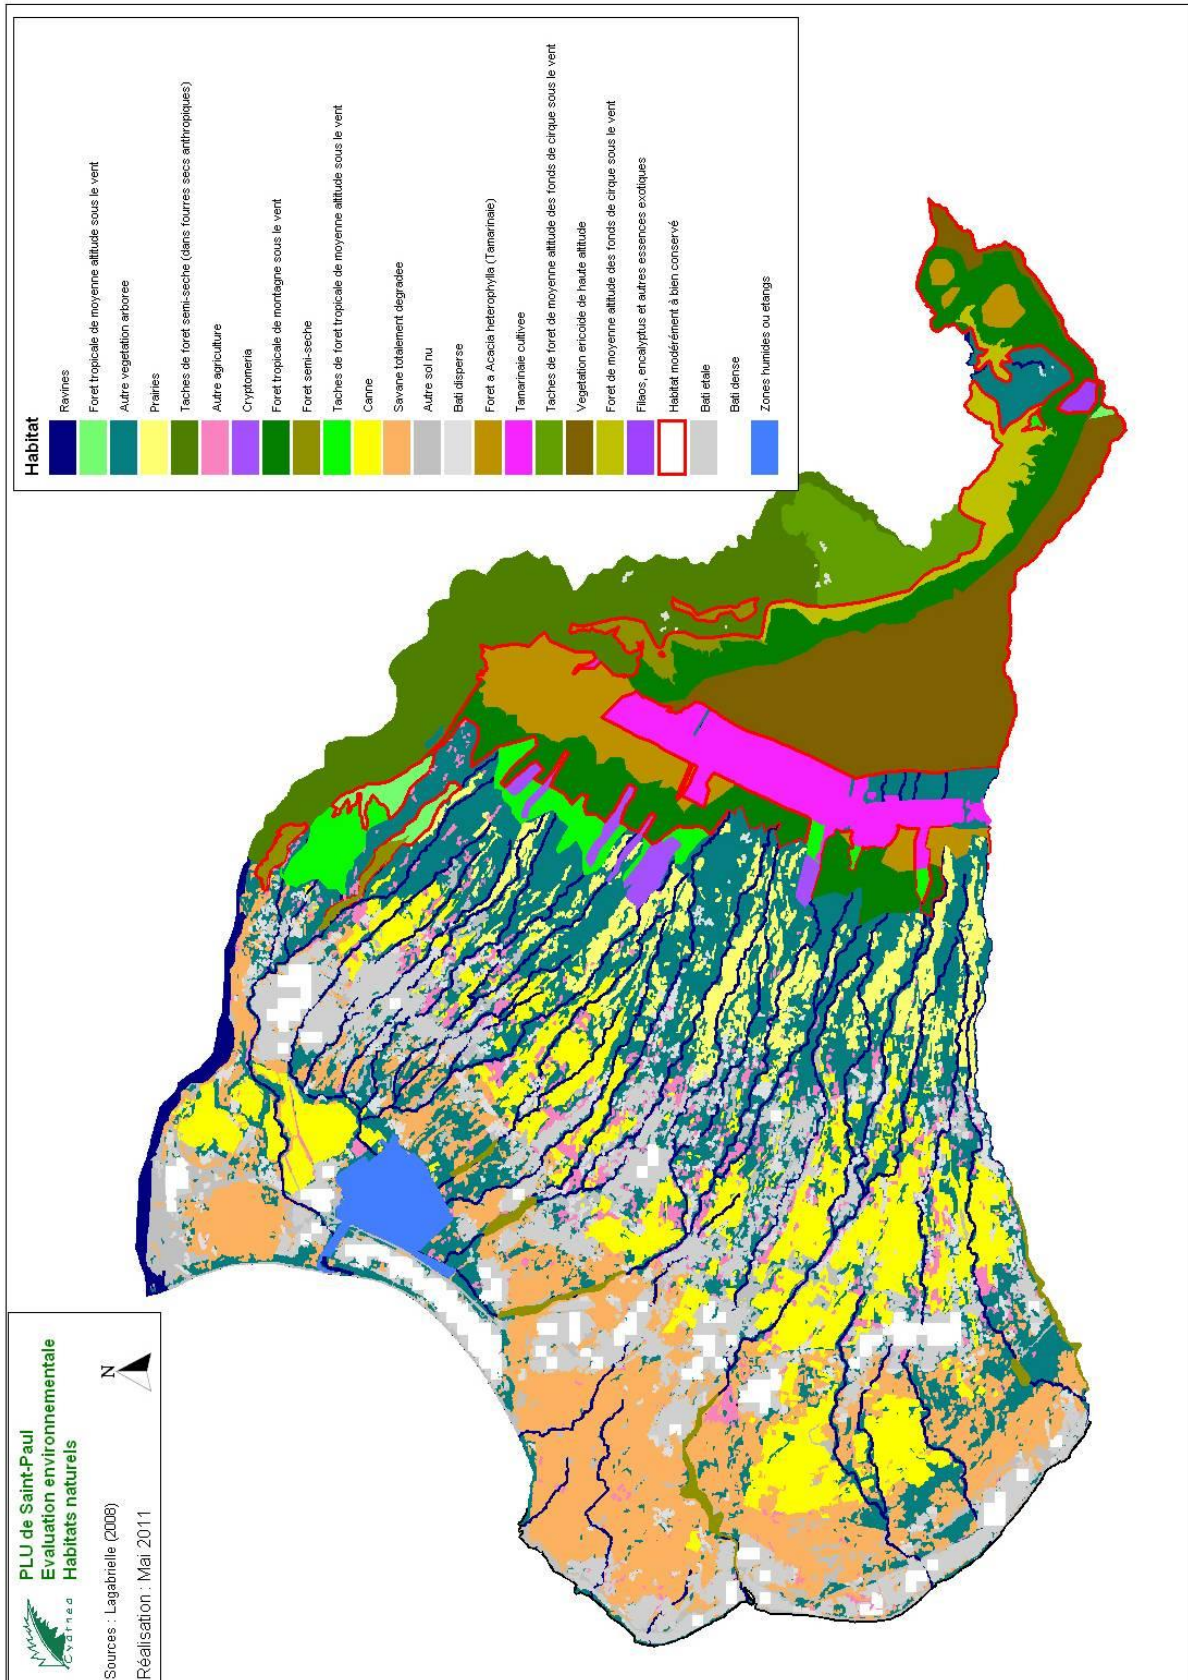 PLU de Saint-Paul
Evaluation environnementale
Habitats naturels
Cyathea
Sources : Lagabrielle (2008)
Réalisation : Mai 2011
N
Habitat
Ravines
Foret tropicale de moyenne altitude sous le vent
Autre vegetation arboree
Prairies
Taches de foret semi-seche (dans fourres secs anthropiques)
Autre agriculture
Cryptomeria
Foret tropicale de montagne sous le vent
Foret semi-seche
Taches de foret tropicale de moyenne altitude sous le vent
Canne
Savane totalement degradee
Autre sol nu
Bati disperse
Foret a Acacia heterophylla (Tamarinaie)
Tamarinaie cultivee
Taches de foret de moyenne altitude des fonds de cirque sous le vent
Vegetation ericoide de haute altitude
Foret de moyenne altitude des fonds de cirque sous le vent
Filaos, encalyptus et autres essences exotiques
Habitat modérément à bien conservé
Bati etale
Bati dense
Zones humides ou etangs